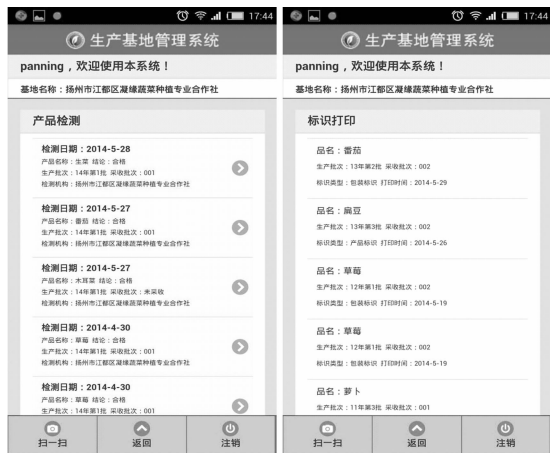 17:44
生产基地管理系统
panning，欢迎使用本系统！
基地名称：扬州市江都区凝缘蔬菜种植专业合作社
产品检测
检测日期：2014-5-28
产品名称：生菜 结论：合格
生产批次：14年第1批 采收批次：001
检测机构：扬州市江都区凝缘蔬菜种植专业合作社
检测日期：2014-5-27
产品名称：番茄 结论：合格
生产批次：14年第1批 采收批次：001
检测机构：扬州市江都区凝缘蔬菜种植专业合作社
检测日期：2014-5-27
产品名称：木耳菜 结论：合格
生产批次：14年第1批 采收批次：未采收
检测机构：扬州市江都区凝缘蔬菜种植专业合作社
检测日期：2014-4-30
产品名称：草莓 结论：合格
生产批次：14年第1批 采收批次：001
检测机构：扬州市江都区凝缘蔬菜种植专业合作社
检测日期：2014-4-30
产品名称：草莓 结论：合格
生产批次：14年第1批 采收批次：001
扫一扫
返回
注销
17:44
生产基地管理系统
panning，欢迎使用本系统！
基地名称：扬州市江都区凝缘蔬菜种植专业合作社
标识打印
品名：番茄
生产批次：13年第2批 采收批次：002
标识类型：包装标识 打印时间：2014-5-29
品名：扁豆
生产批次：13年第3批 采收批次：002
标识类型：产品标识 打印时间：2014-5-26
品名：草莓
生产批次：12年第1批 采收批次：002
标识类型：包装标识 打印时间：2014-5-19
品名：草莓
生产批次：12年第1批 采收批次：002
标识类型：包装标识 打印时间：2014-5-19
品名：萝卜
生产批次：11年第3批 采收批次：001
扫一扫
返回
注销